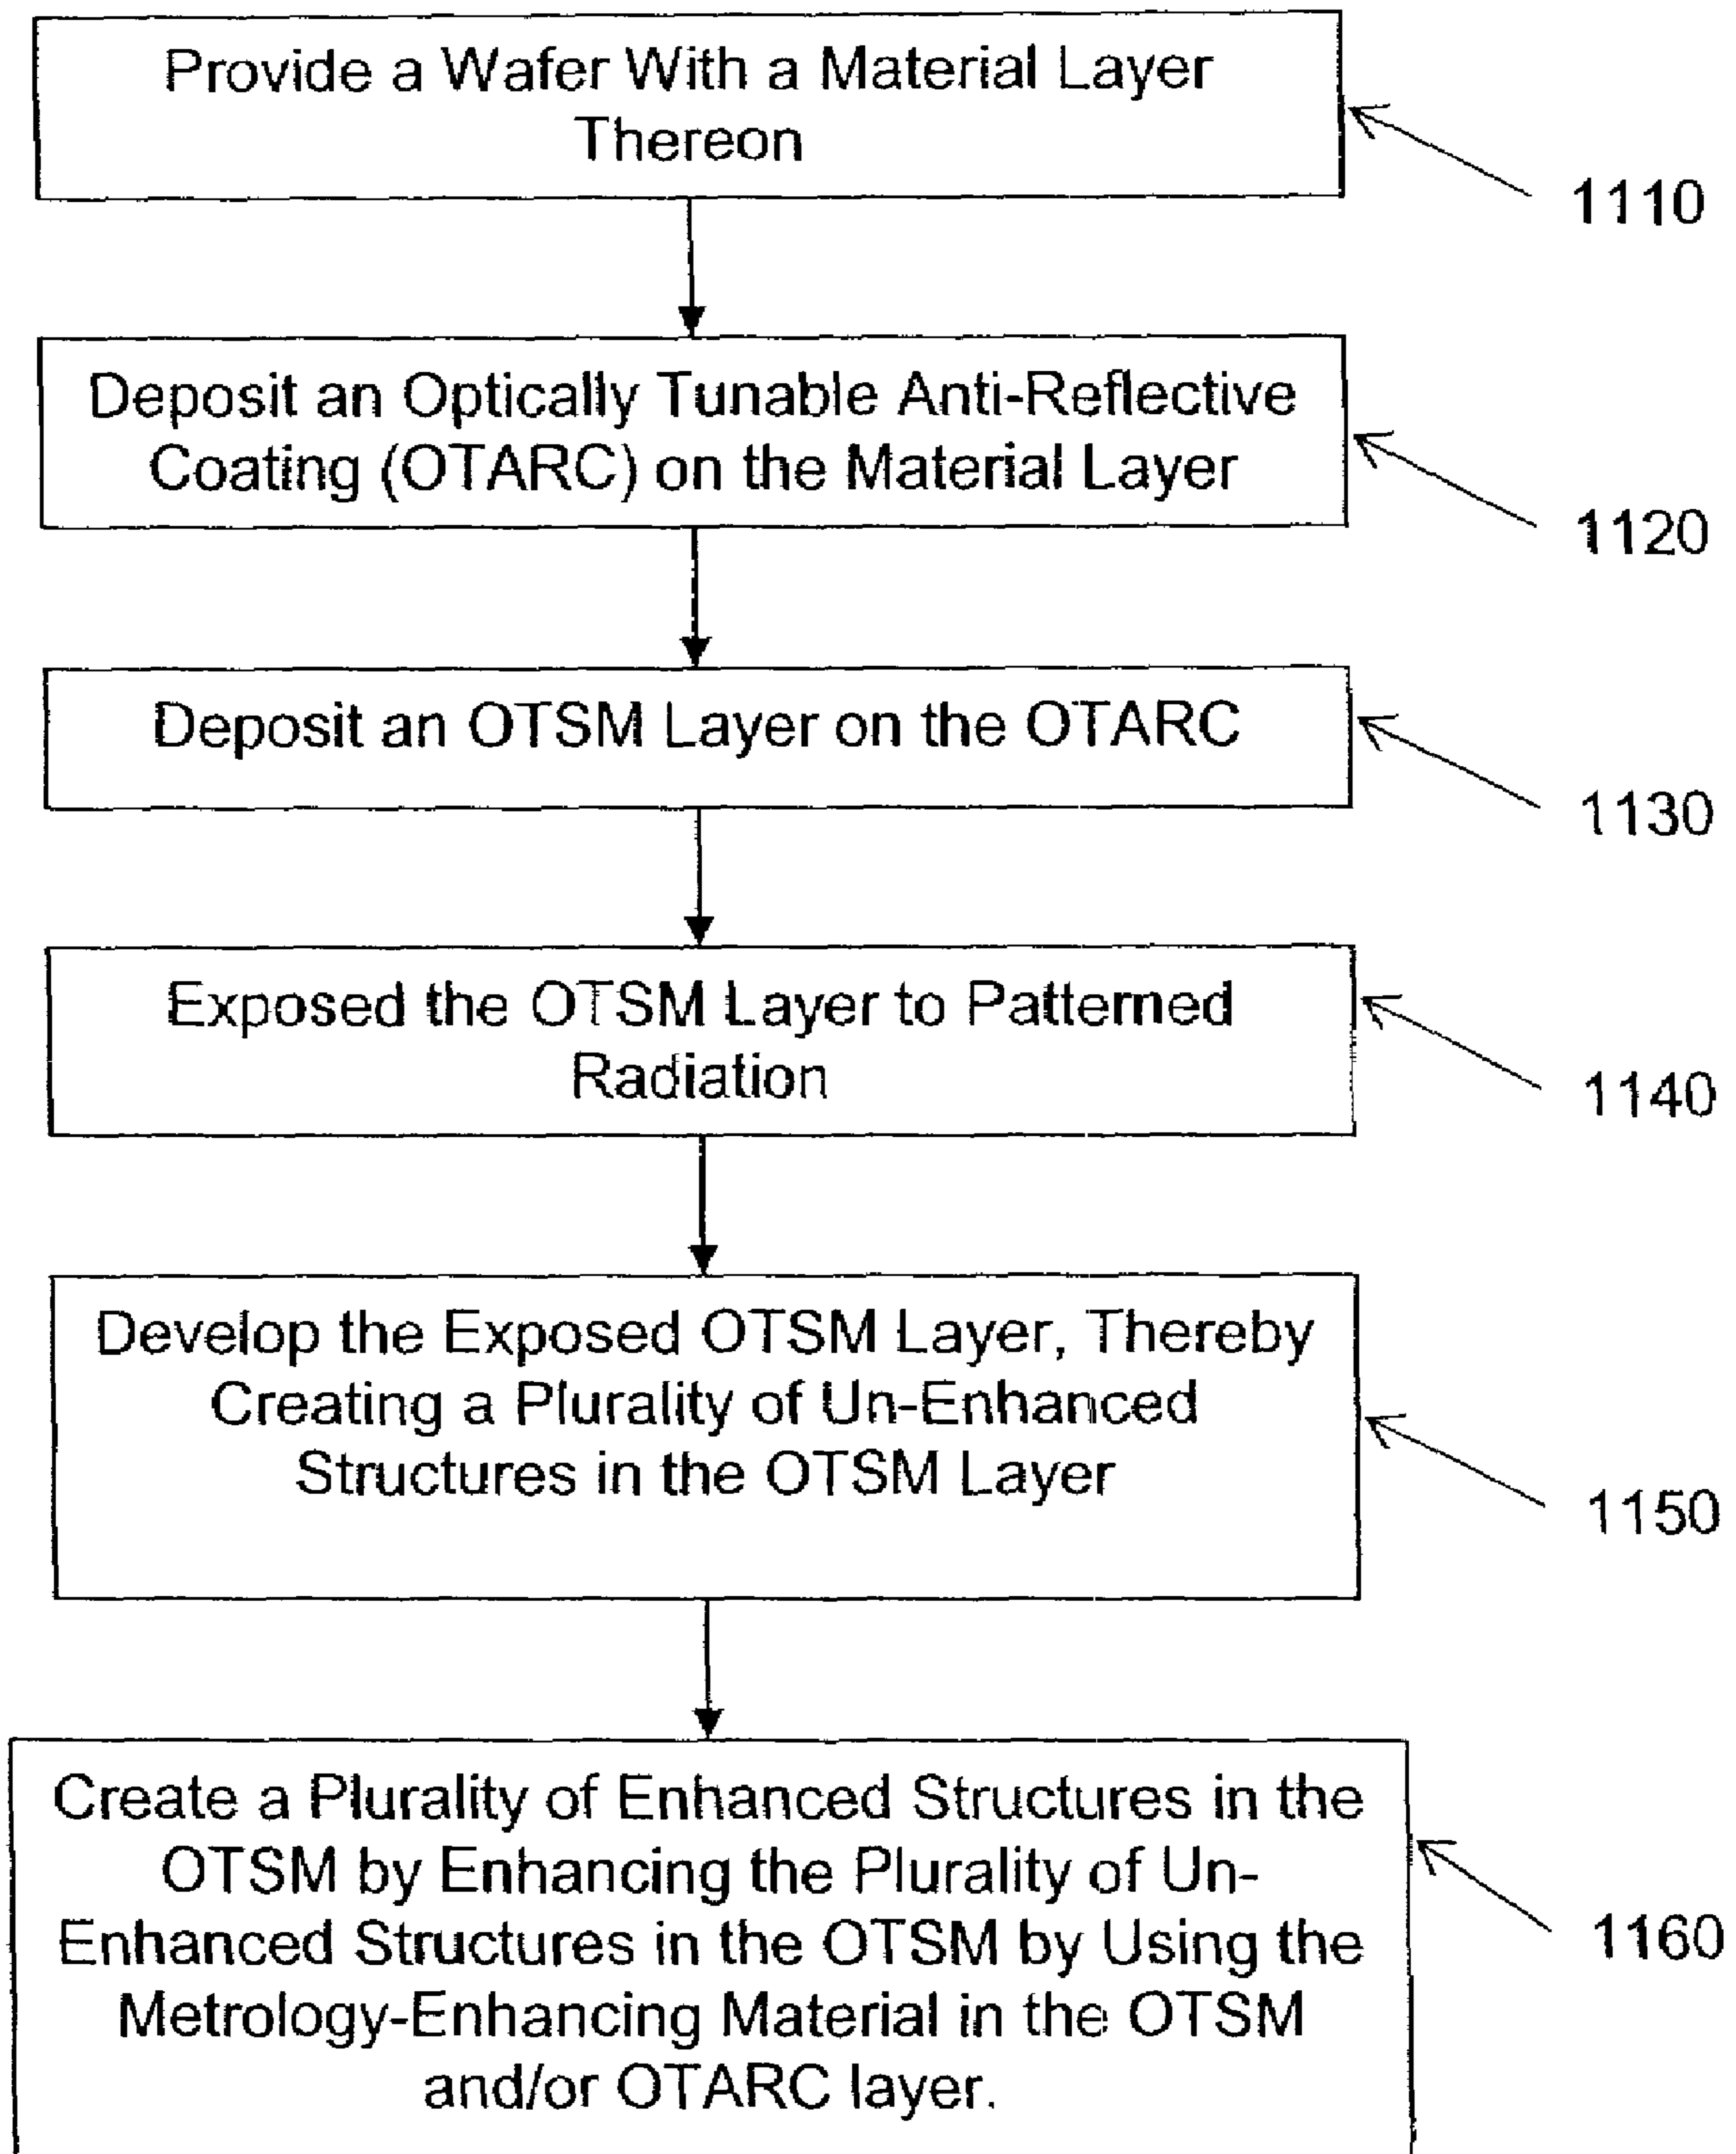 Provide a Wafer With a Material Layer
Thereon
1110
Deposit an Optically Tunable Anti-Reflective
Coating (OTARC) on the Material Layer
1120
Deposit an OTSM Layer on the OTARC
1130
Exposed the OTSM Layer to Patterned
Radiation
1140
Develop the Exposed OTSM Layer, Thereby
Creating a Plurality of Un-Enhanced
Structures in the OTSM Layer
1150
Create a Plurality of Enhanced Structures in the
OTSM by Enhancing the Plurality of Un-
Enhanced Structures in the OTSM by Using the
Metrology-Enhancing Material in the OTSM
and/or OTARC layer.
1160